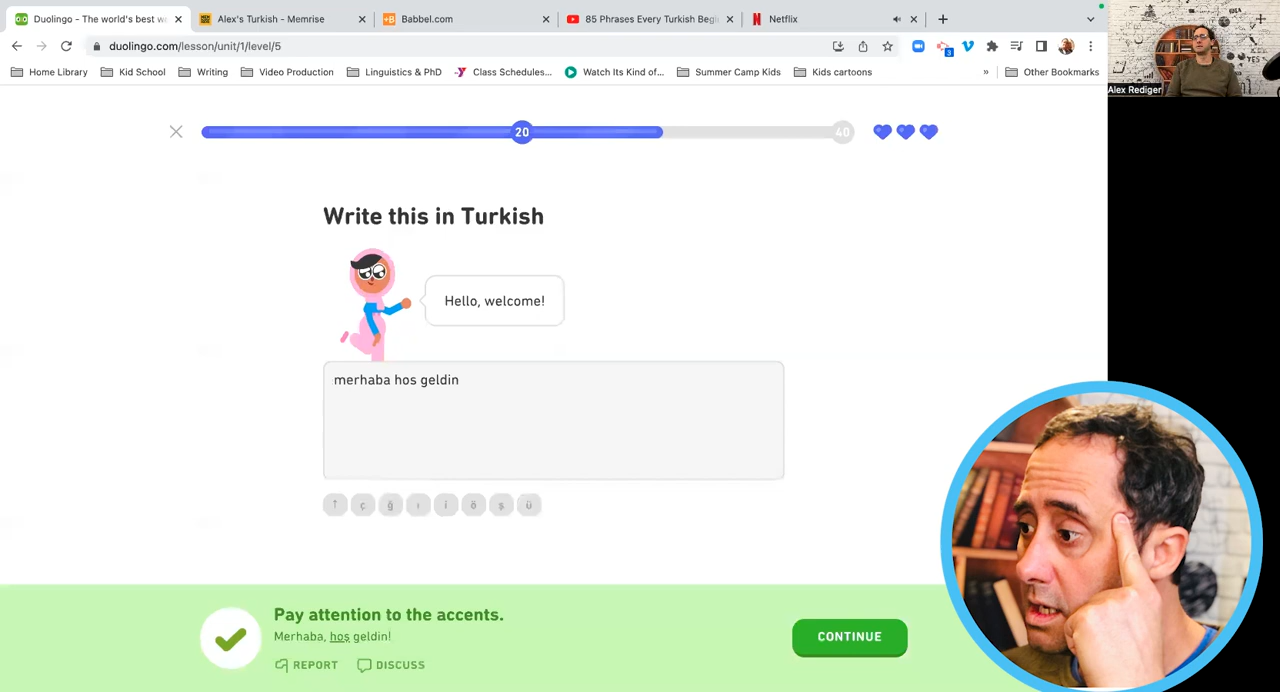 Duolingo - The world's best w
Alex's Turkish - Memrise
Babbel.com
85 Phrases Every Turkish Begi
Netflix
duolingo.com/lesson/unit/1/level/5
3
Home Library
Kid School
Writing
Video Production
Linguistics & PhD
Class Schedules...
Watch Its Kind of...
Summer Camp Kids
Kids cartoons
»
Other Bookmarks
Alex Rediger
20
40
Write this in Turkish
Hello, welcome!
merhaba hos geldin
↑ ç ğ ı i ö ş ü
Pay attention to the accents.
Merhaba, hoş geldin!
REPORT
DISCUSS
CONTINUE